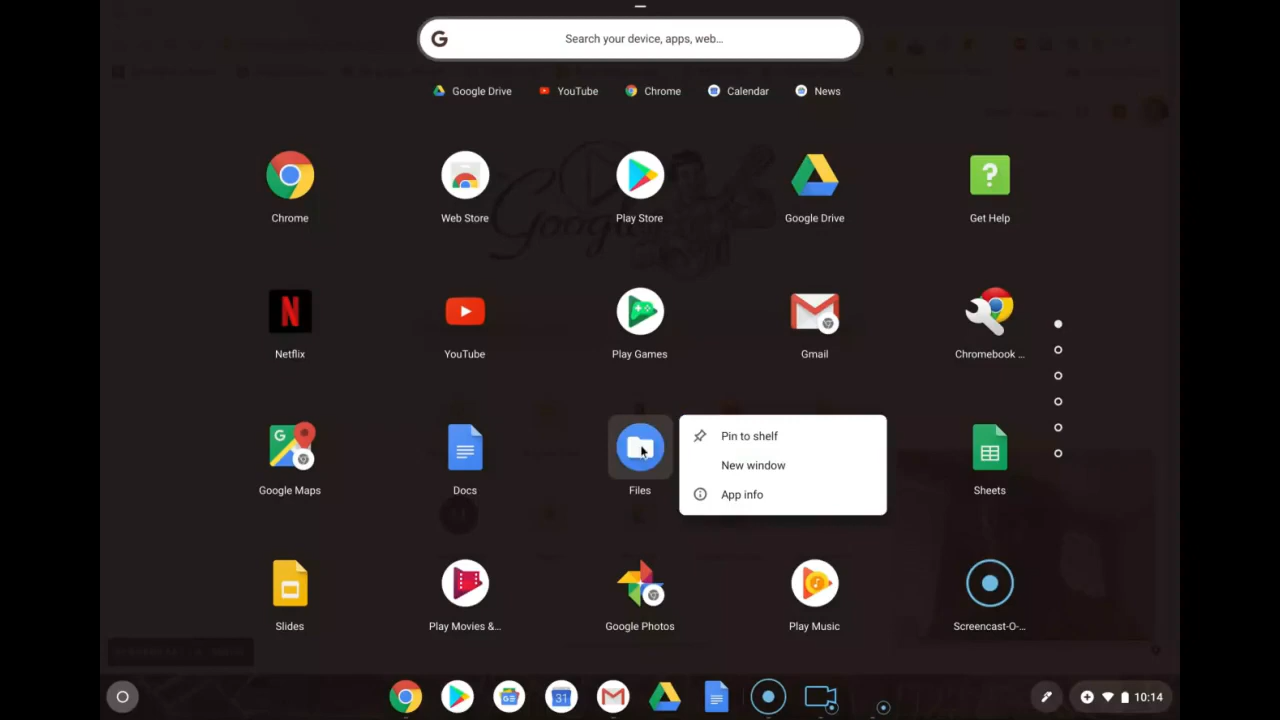 Search your device, apps, web...
Google Drive YouTube Chrome Calendar News
Chrome Web Store Play Store Google Drive Get Help
Netflix YouTube Play Games Gmail Chromebook ...
Pin to shelf
New window
App info
Google Maps Docs Files Sheets
Slides Play Movies &... Google Photos Play Music Screencast-O-...
31 10:14